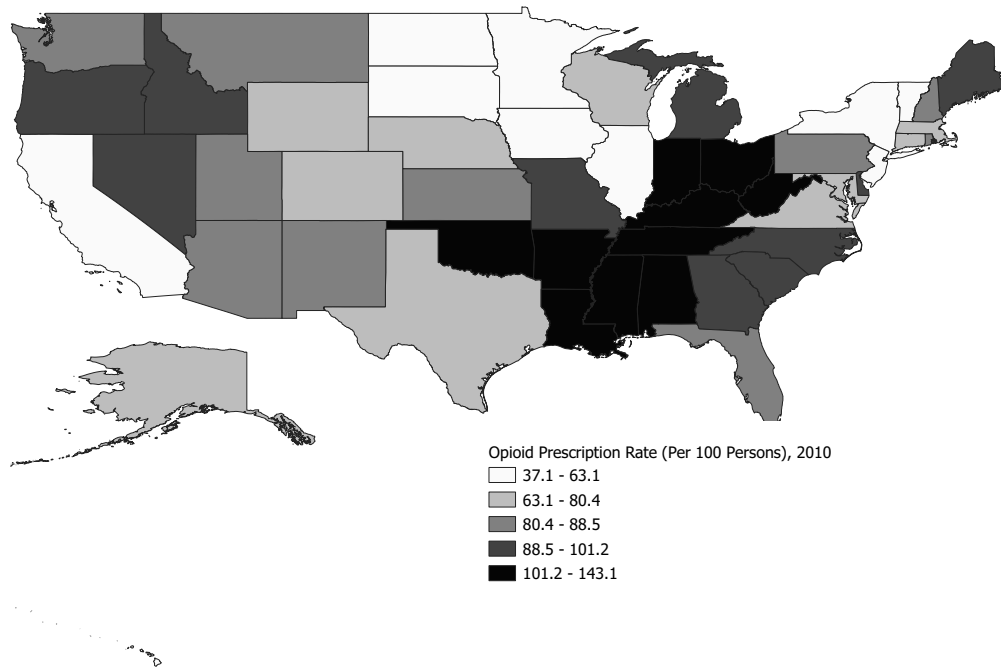 Opioid Prescription Rate (Per 100 Persons), 2010
37.1 - 63.1
63.1 - 80.4
80.4 - 88.5
88.5 - 101.2
101.2 - 143.1